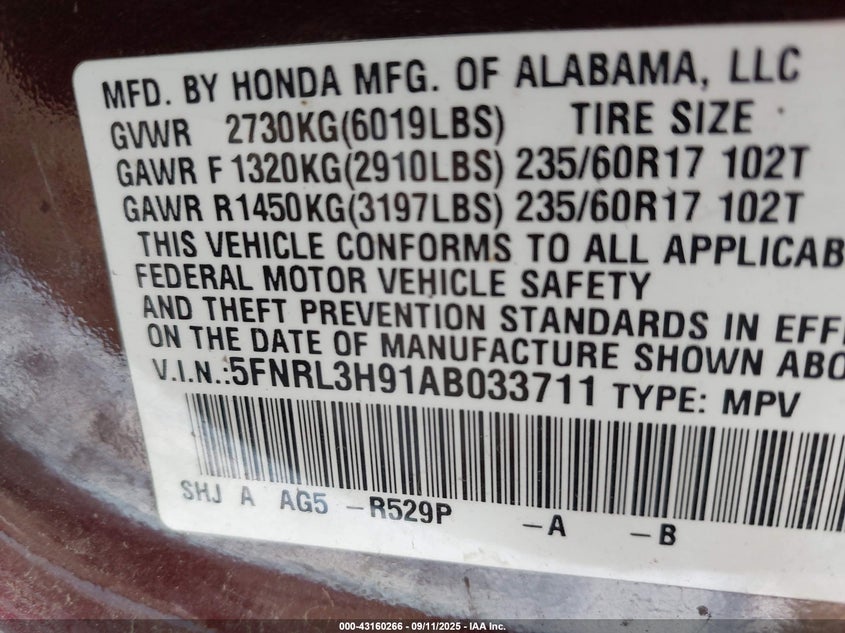 MFD. BY HONDA MFG. OF ALABAMA, LLC
GVWR 2730KG(6019LBS) TIRE SIZE
GAWR F 1320KG(2910LBS) 235/60R17 102T
GAWR R1450KG(3197LBS) 235/60R17 102T
THIS VEHICLE CONFORMS TO ALL APPLICAB
FEDERAL MOTOR VEHICLE SAFETY
AND THEFT PREVENTION STANDARDS IN EFF
ON THE DATE OF MANUFACTURE SHOWN ABO
V.I.N.:5FNRL3H91AB033711 TYPE: MPV
SHJ A AG5 -R529P -A -B
000-43160266 - 09/11/2025 - IAA Inc.